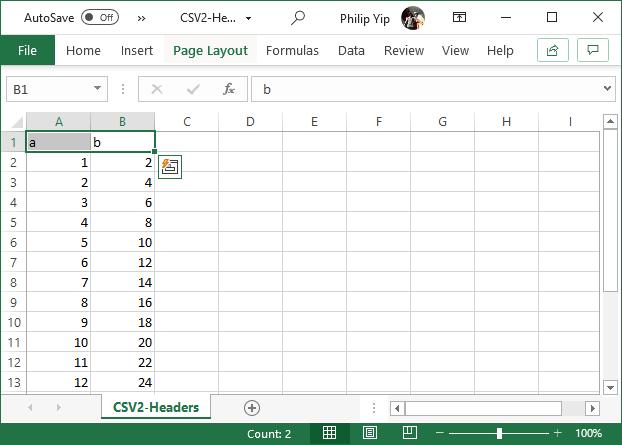 AutoSave Off » CSV2-Hea... Philip Yip
File Home Insert Page Layout Formulas Data Review View Help
B1 fx b
A B C D E F G H I
1 a b
2 1 2
3 2 4
4 3 6
5 4 8
6 5 10
7 6 12
8 7 14
9 8 16
10 9 18
11 10 20
12 11 22
13 12 24
CSV2-Headers
Count: 2 100%